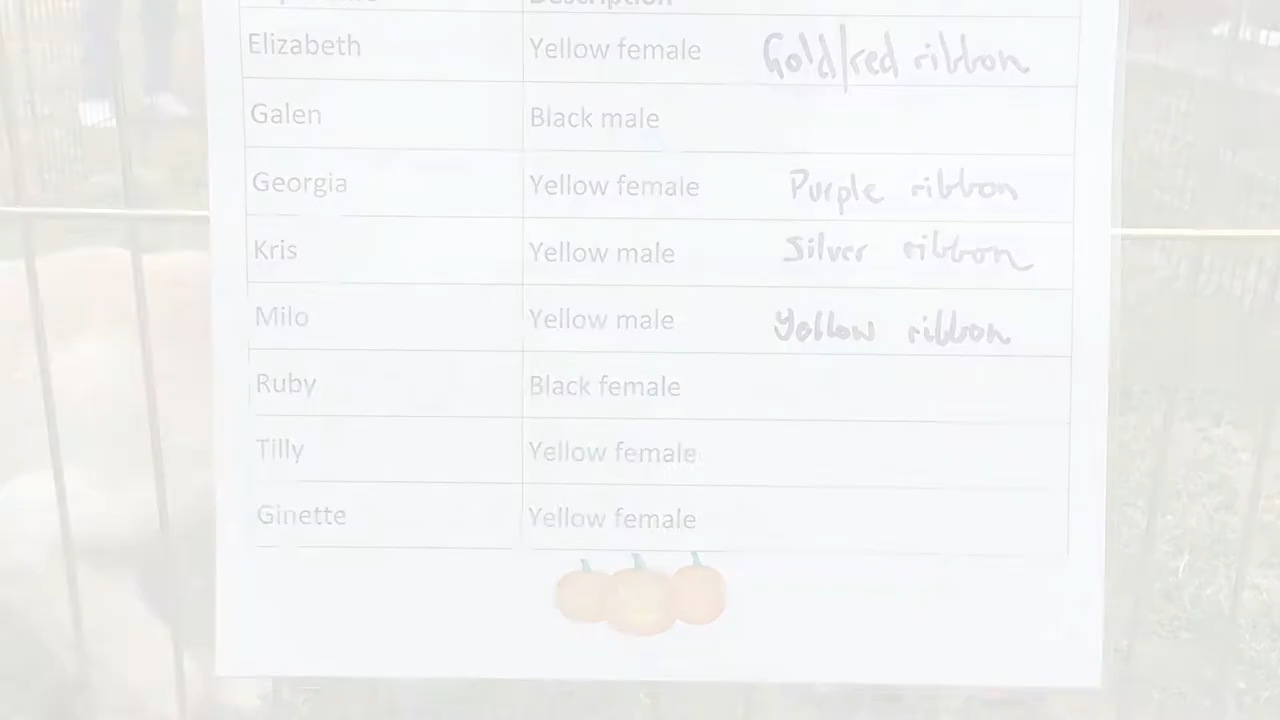 Description
Elizabeth Yellow female Gold/red ribbon
Galen Black male
Georgia Yellow female Purple ribbon
Kris Yellow male Silver ribbon
Milo Yellow male Yellow ribbon
Ruby Black female
Tilly Yellow female
Ginette Yellow female